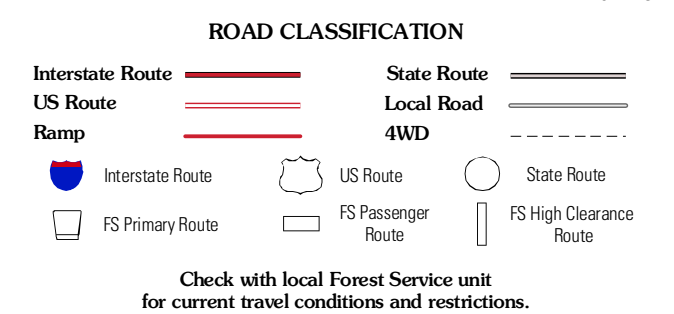 ROAD CLASSIFICATION
Interstate Route
State Route
US Route
Local Road
Ramp
4WD
Interstate Route
US Route
State Route
FS Primary Route
FS Passenger
Route
FS High Clearance
Route
Check with local Forest Service unit
for current travel conditions and restrictions.